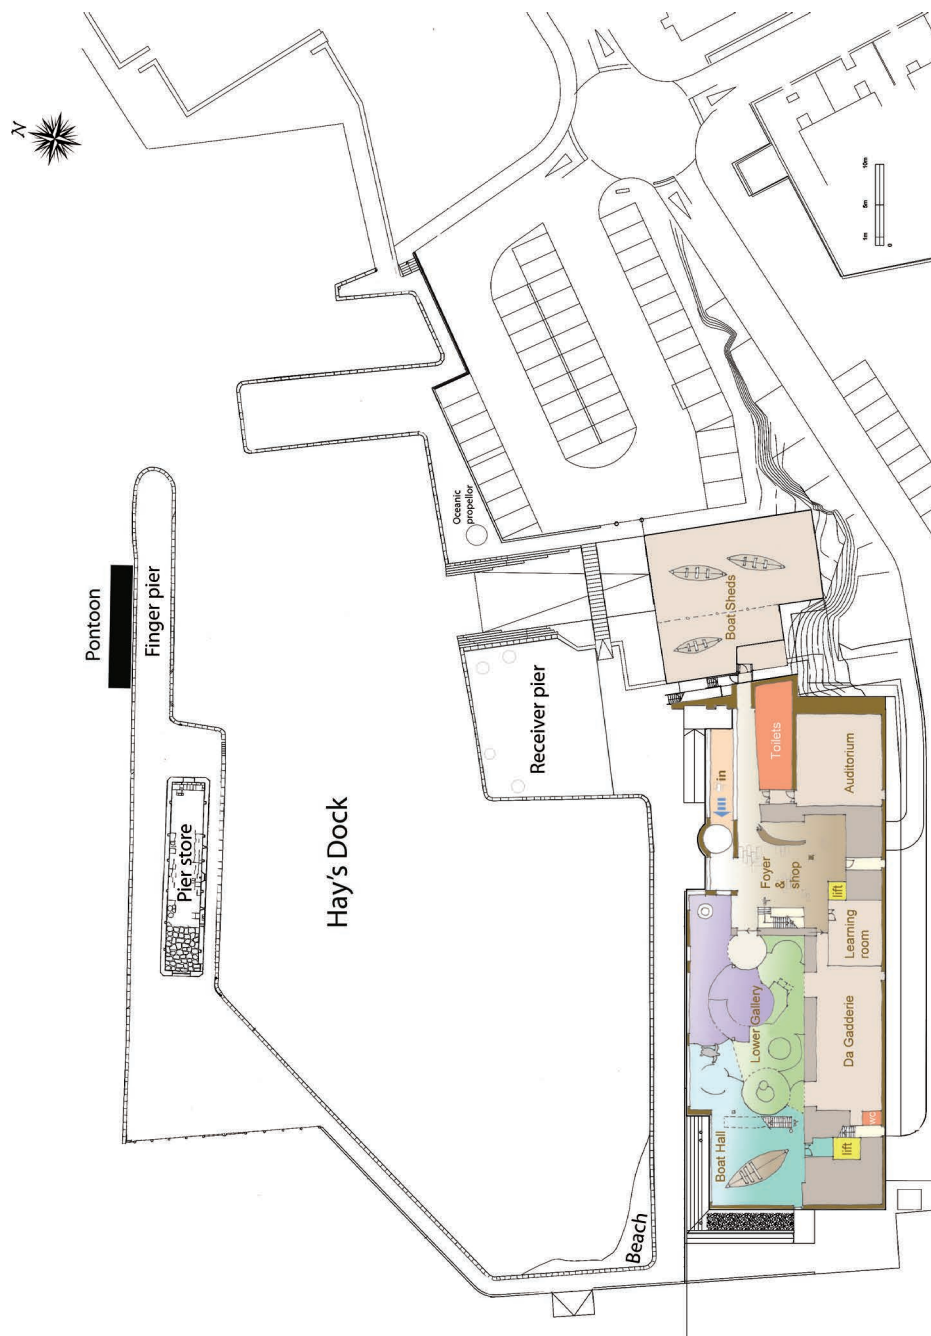 N
10m
5m
1m
0
Oceanic
propellor
Pontoon
Finger pier
Boat Sheds
Receiver pier
Toilets
in
Auditorium
Pier store
Hay's Dock
Foyer
&
shop
lift
Learning
room
Lower Gallery
Da Gadderie
WC
Boat Hall
lift
Beach